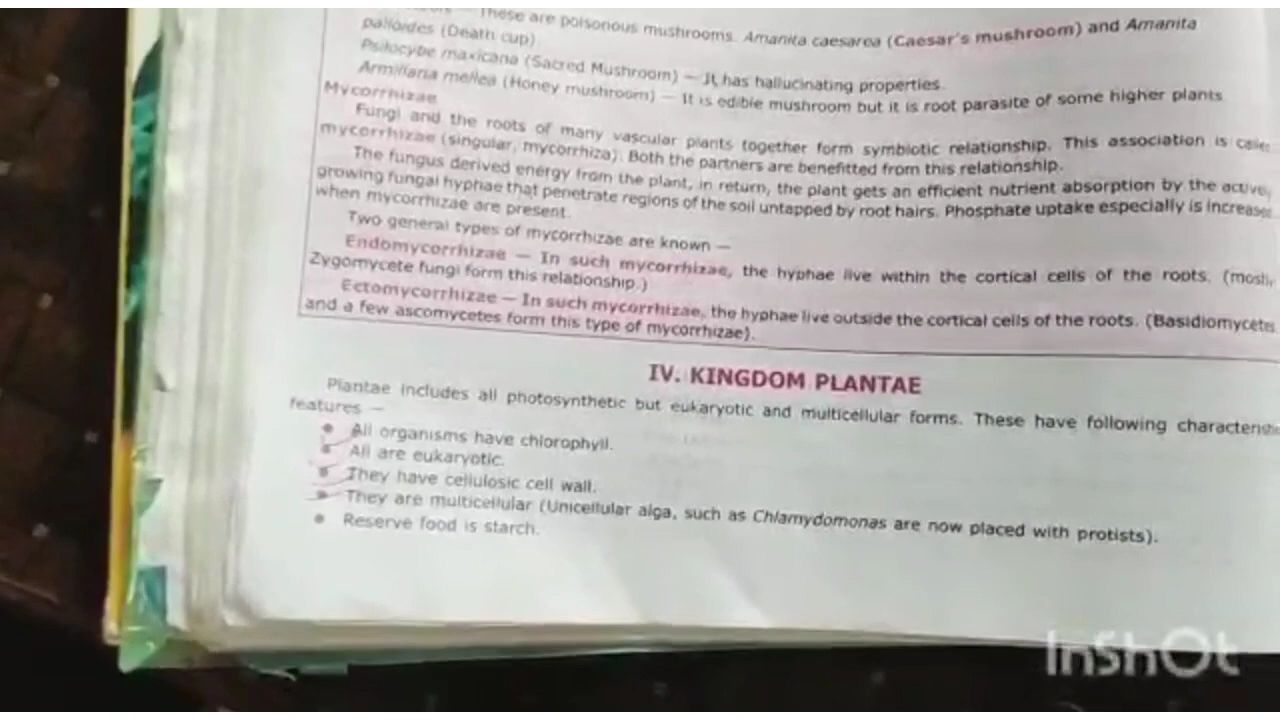 These are poisonous mushrooms. Amanita caesarea (Caesar's mushroom) and Amanita
palloides (Death cup)
Psilocybe maxicana (Sacred Mushroom) – It has hallucinating properties.
Armillaria mellea (Honey mushroom) – It is edible mushroom but it is root parasite of some higher plants
Mycorrhizae
Fungi and the roots of many vascular plants together form symbiotic relationship. This association is
mycorrhizae (singular, mycorrhiza). Both the partners are benefitted from this relationship.
The fungus derived energy from the plant, in return, the plant gets an efficient nutrient absorption by the
growing fungal hyphae that penetrate regions of the soil untapped by root hairs. Phosphate uptake especially is
when mycorrhizae are present.
Two general types of mycorrhizae are known —
Endomycorrhizae — In such mycorrhizae, the hyphae live within the cortical cells of the roots. (mostly
Zygomycete fungi form this relationship.)
Ectomycorrhizae — In such mycorrhizae, the hyphae live outside the cortical cells of the roots. (Basidiomycetes
and a few ascomycetes form this type of mycorrhizae).
IV. KINGDOM PLANTAE
Plantae includes all photosynthetic but eukaryotic and multicellular forms. These have following
features —
• All organisms have chlorophyll.
• All are eukaryotic.
• They have cellulosic cell wall.
• They are multicellular (Unicellular alga, such as Chlamydomonas are now placed with protists).
• Reserve food is starch.
InShOt